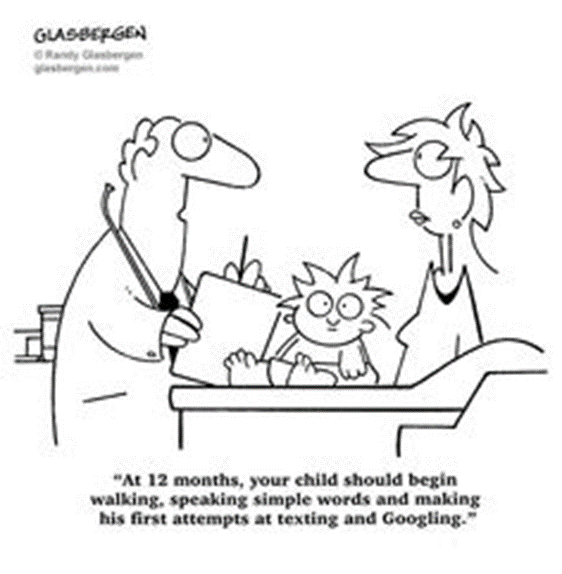 GLASBERGEN
© Randy Glasbergen
glasbergen.com
“At 12 months, your child should begin
walking, speaking simple words and making
his first attempts at texting and Googling.”